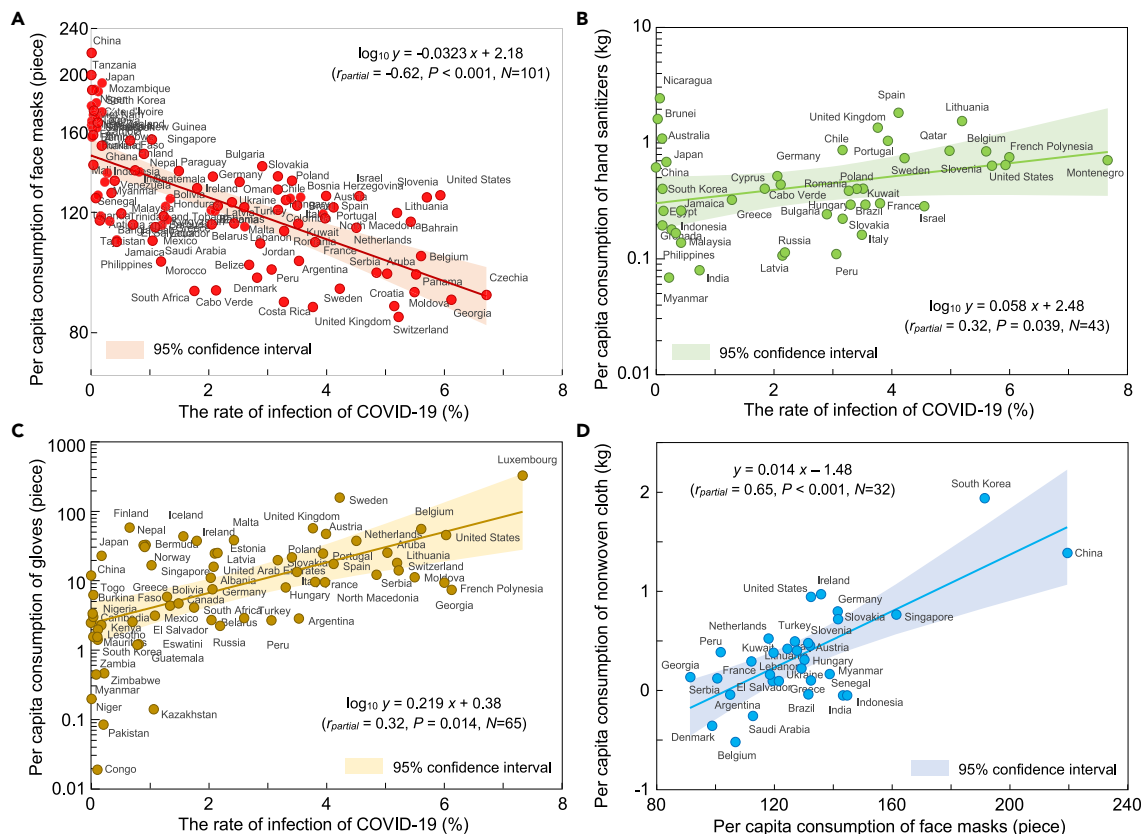 A
240
200
160
120
80
Per capita consumption of face masks (piece)
log10 y = -0.0323 x + 2.18
(r partial = -0.62, P < 0.001, N=101)
China
Tanzania
Japan
Mozambique
South Korea
Côte d'Ivoire
Singapore
Ghana
Mali
Indonesia
Nepal
Paraguay
Bulgaria
Slovakia
Guatemala
Germany
Poland
Venezuela
Myanmar
Bolivia
Ireland
Oman
Chile
Bosnia Herzegovina
Israel
Slovenia
United States
Senegal
Malaysia
Honduras
Ukraine
Spain
Lithuania
Trinidad and Tobago
Latvia
Turkey
Portugal
Malta
North Macedonia
Bahrain
Pakistan
Mexico
Belarus
Lebanon
Kuwait
Netherlands
Jamaica
Saudi Arabia
Jordan
Romania
France
Belgium
Philippines
Morocco
Belize
Argentina
Serbia
Aruba
Panama
Czechia
Peru
South Africa
Cabo Verde
Denmark
Sweden
Croatia
Moldova
Costa Rica
United Kingdom
Switzerland
Georgia
95% confidence interval
0 2 4 6 8
The rate of infection of COVID-19 (%)
B
10
1
0.1
0.01
Per capita consumption of hand sanitizers (kg)
Nicaragua
Brunei
Spain
Lithuania
United Kingdom
Australia
Chile
Qatar
Belgium
Japan
Portugal
French Polynesia
China
Germany
Sweden
Slovenia
United States
Montenegro
South Korea
Cyprus
Romania
Poland
Cabo Verde
Kuwait
Jamaica
Greece
Hungary
Egypt
Bulgaria
Brazil
Israel
Grenada
Indonesia
Malaysia
Italy
Russia
Philippines
Latvia
Peru
India
Myanmar
log10 y = 0.058 x + 2.48
(r partial = 0.32, P = 0.039, N=43)
95% confidence interval
0 2 4 6 8
The rate of infection of COVID-19 (%)
C
1000
100
10
1
0.1
0.01
Per capita consumption of gloves (piece)
Luxembourg
Sweden
Finland
Iceland
United Kingdom
Belgium
Nepal
Ireland
Malta
Austria
Japan
Bermuda
Estonia
Netherlands
United States
Norway
Latvia
Poland
Portugal
Aruba
China
Singapore
United Arab Emirates
Slovakia
Spain
Lithuania
Switzerland
Togo
Albania
Italy
Moldova
Burkina Faso
Greece
Bolivia
Germany
Hungary
France
Serbia
French Polynesia
Nigeria
Canada
North Macedonia
Georgia
Cambodia
Mexico
South Africa
Turkey
Kenya
Belarus
Argentina
Lesotho
El Salvador
Mauritius
Eswatini
Russia
Peru
South Korea
Guatemala
Zambia
Zimbabwe
Myanmar
Niger
Kazakhstan
Pakistan
Congo
log10 y = 0.219 x + 0.38
(r partial = 0.32, P = 0.014, N=65)
95% confidence interval
0 2 4 6 8
The rate of infection of COVID-19 (%)
D
2
1
0
-1
Per capita consumption of nonwoven cloth (kg)
y = 0.014 x – 1.48
(r partial = 0.65, P < 0.001, N=32)
South Korea
China
Ireland
United States
Germany
Slovakia
Singapore
Netherlands
Turkey
Slovenia
Peru
Kuwait
Austria
Lithuania
Hungary
Georgia
France
Lebanon
Myanmar
Ukraine
Senegal
Serbia
El Salvador
Greece
Indonesia
Argentina
Brazil
India
Denmark
Saudi Arabia
Belgium
95% confidence interval
80 120 160 200 240
Per capita consumption of face masks (piece)